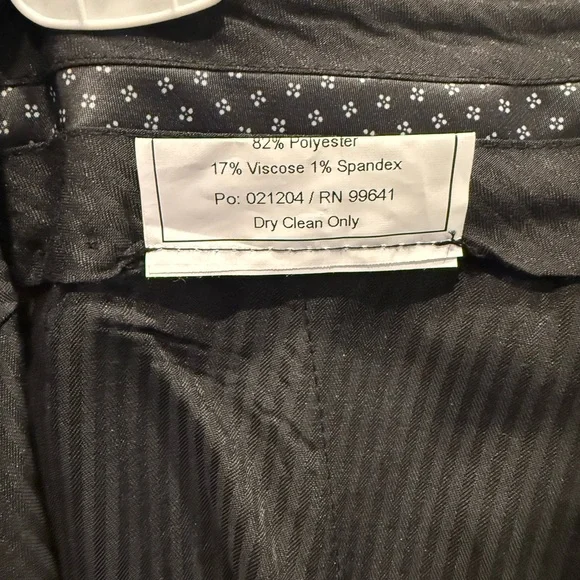 82% Polyester
17% Viscose 1% Spandex
Po: 021204 / RN 99641
Dry Clean Only